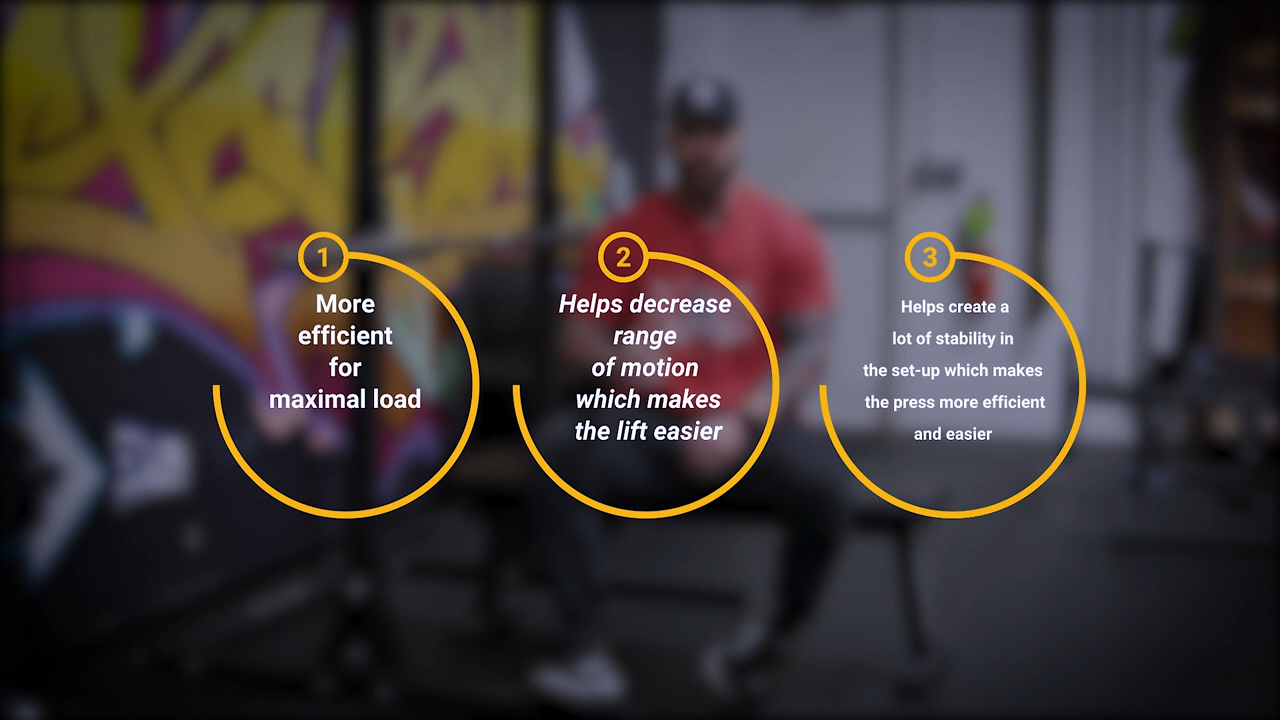 1
More
efficient
for
maximal load
2
Helps decrease
range
of motion
which makes
the lift easier
3
Helps create a
lot of stability in
the set-up which makes
the press more efficient
and easier